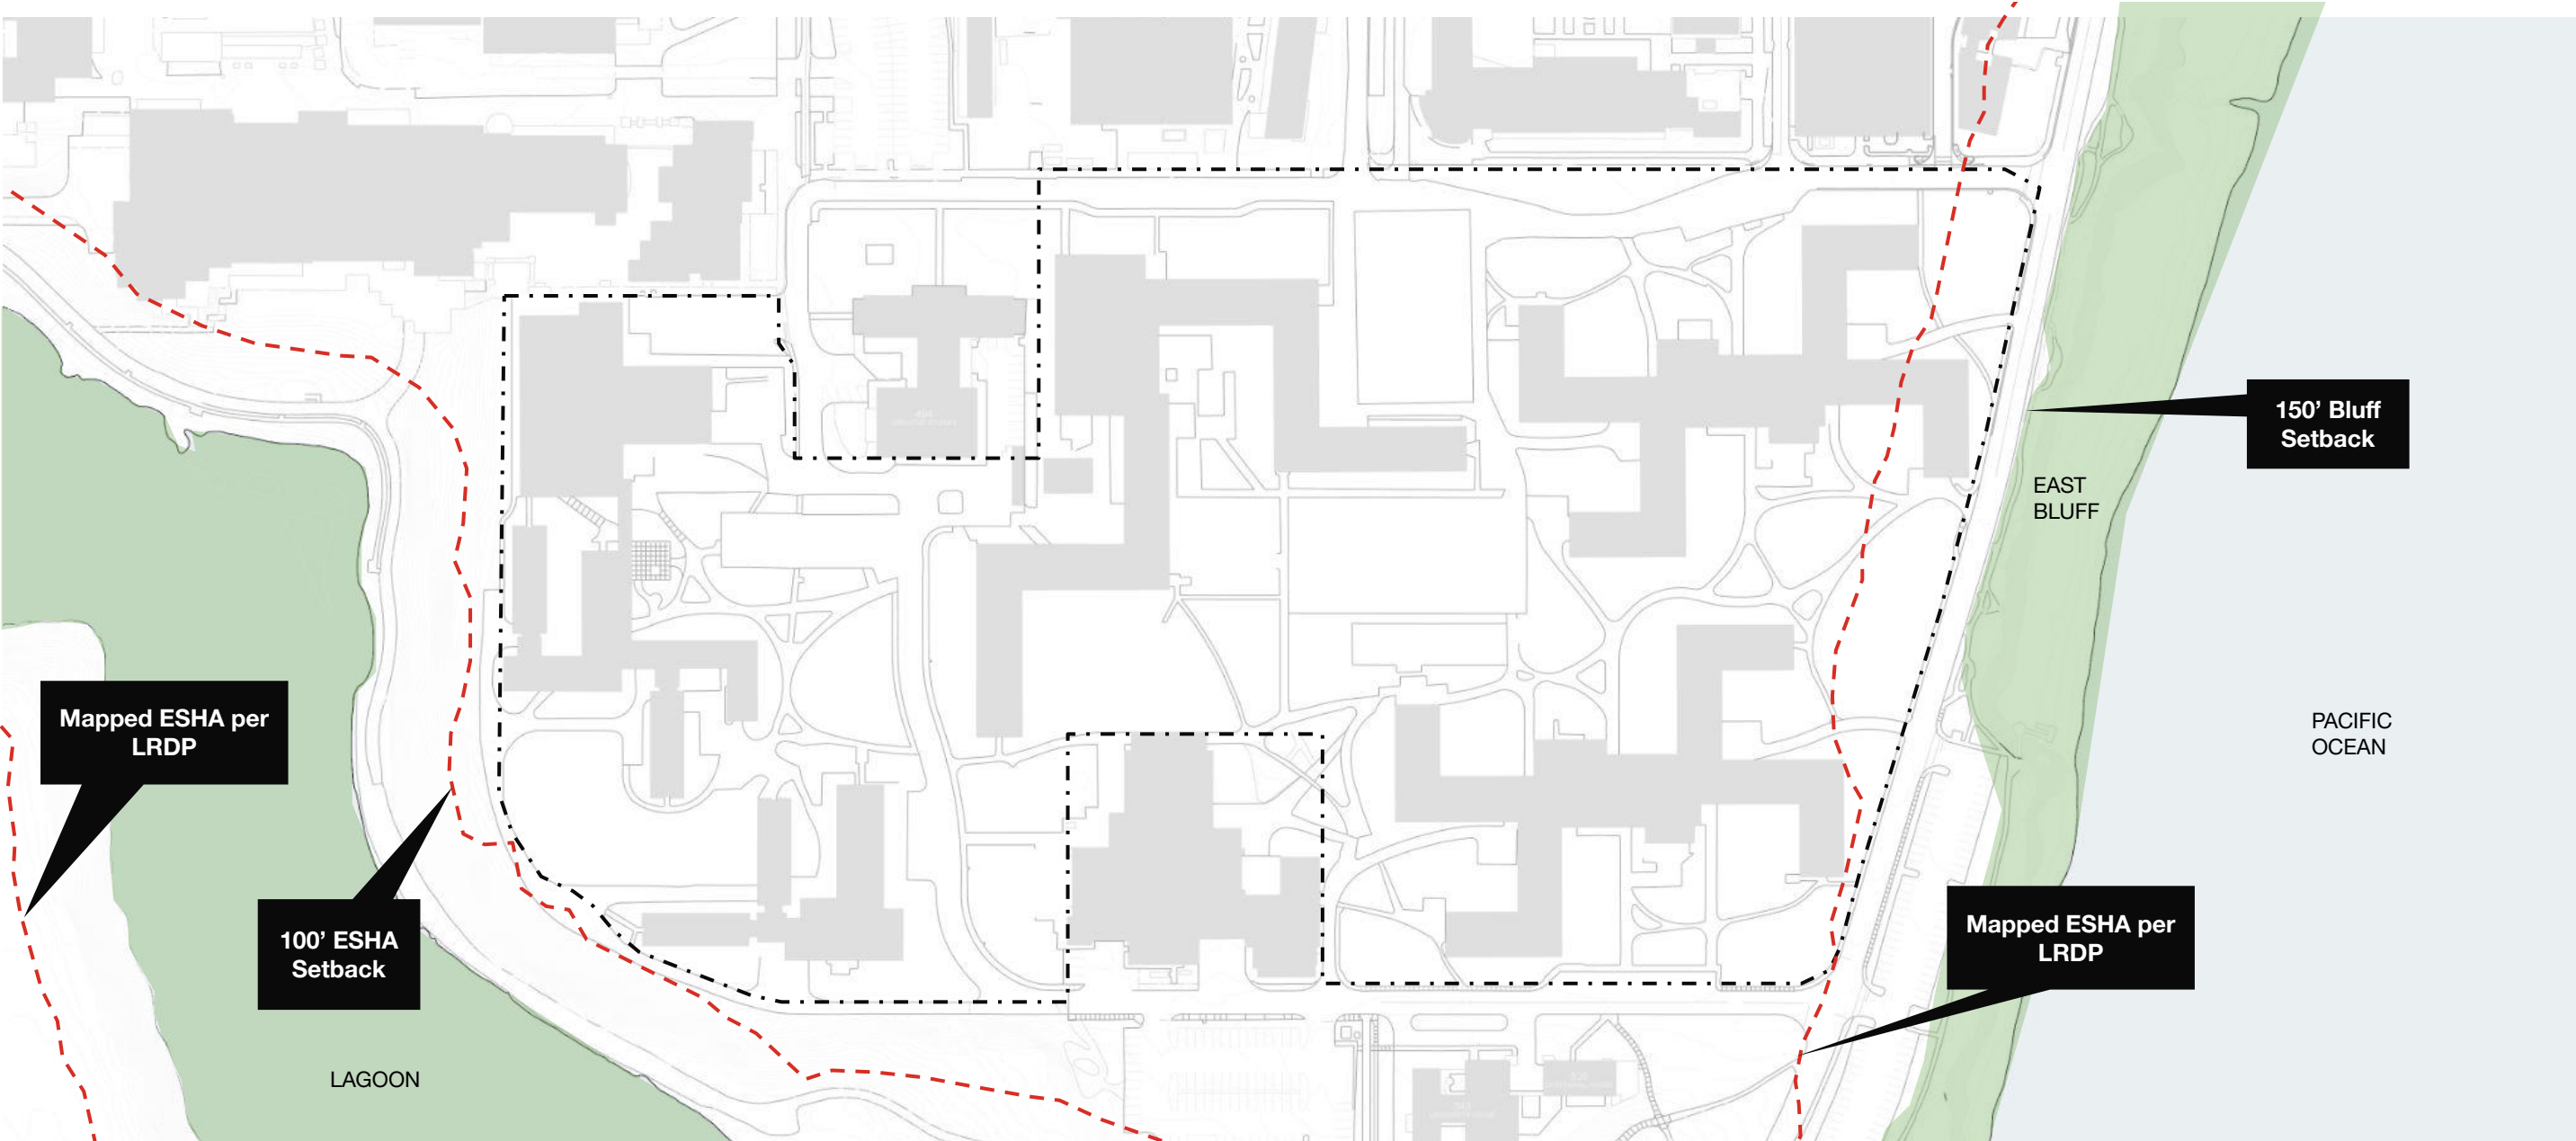 150’ Bluff
Setback
EAST
BLUFF
Mapped ESHA per
LRDP
PACIFIC
OCEAN
100’ ESHA
Setback
Mapped ESHA per
LRDP
LAGOON